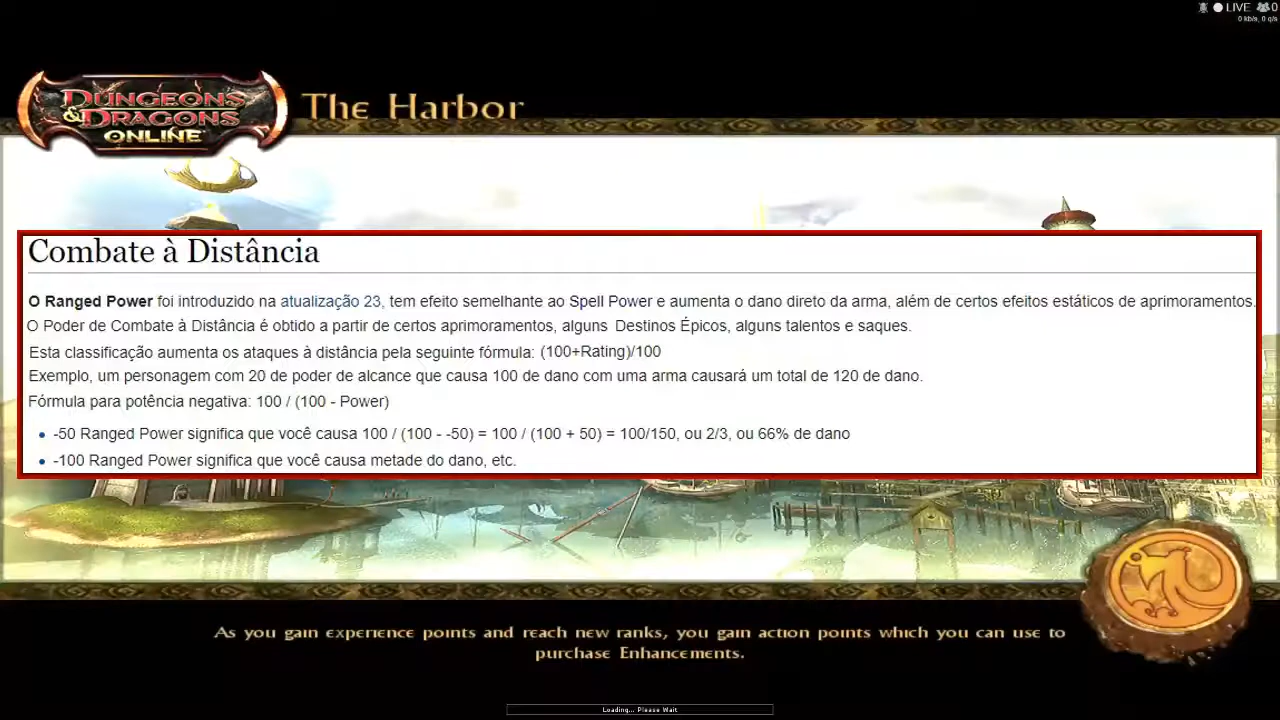 LIVE 0
0 kb/s, 0 q/s
DUNGEONS
& DRAGONS
ONLINE
The Harbor
Combate à Distância
O Ranged Power foi introduzido na atualização 23, tem efeito semelhante ao Spell Power e aumenta o dano direto da arma, além de certos efeitos estáticos de aprimoramentos.
O Poder de Combate à Distância é obtido a partir de certos aprimoramentos, alguns Destinos Épicos, alguns talentos e saques.
Esta classificação aumenta os ataques à distância pela seguinte fórmula: (100+Rating)/100
Exemplo, um personagem com 20 de poder de alcance que causa 100 de dano com uma arma causará um total de 120 de dano.
Fórmula para potência negativa: 100 / (100 - Power)
• -50 Ranged Power significa que você causa 100 / (100 - -50) = 100 / (100 + 50) = 100/150, ou 2/3, ou 66% de dano
• -100 Ranged Power significa que você causa metade do dano, etc.
As you gain experience points and reach new ranks, you gain action points which you can use to
purchase Enhancements.
Loading... Please Wait